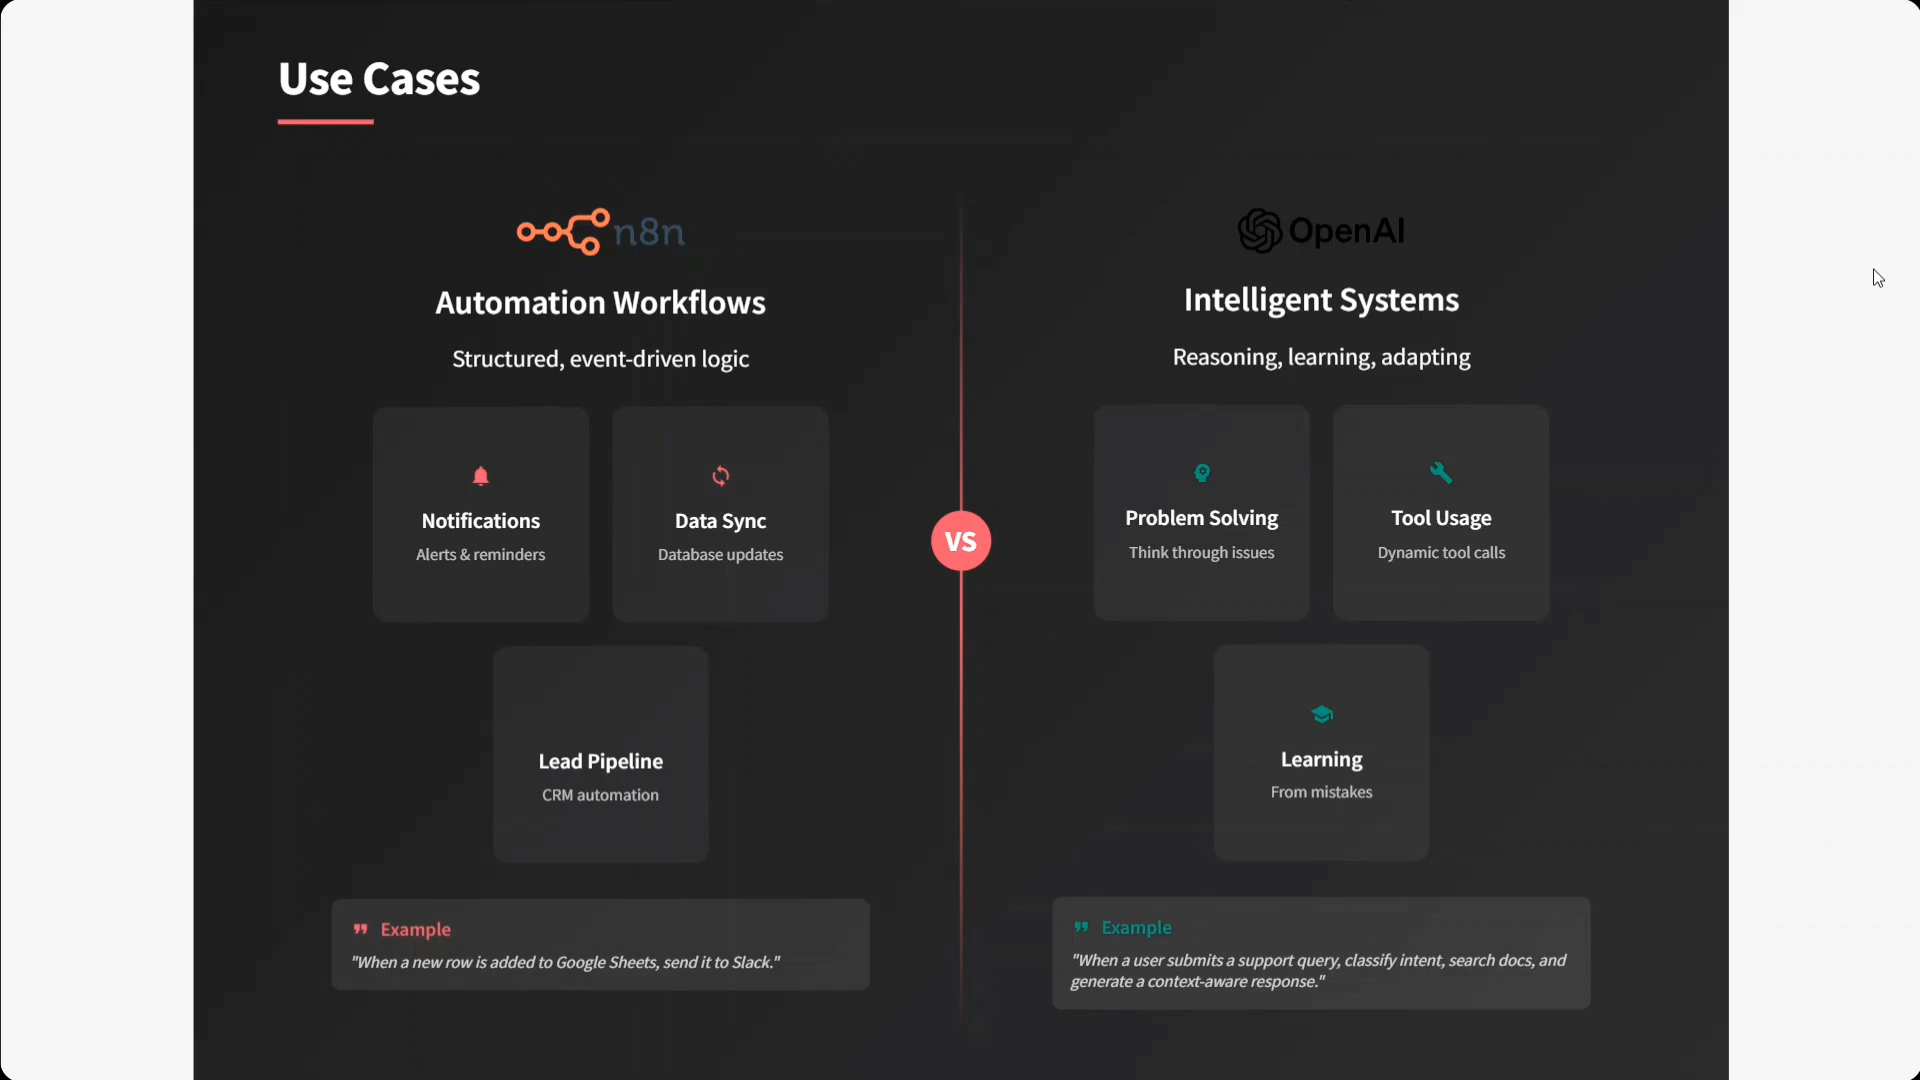 Use Cases
n8n
Automation Workflows
Structured, event-driven logic
Notifications
Alerts & reminders
Data Sync
Database updates
Lead Pipeline
CRM automation
Example
"When a new row is added to Google Sheets, send it to Slack."
VS
OpenAI
Intelligent Systems
Reasoning, learning, adapting
Problem Solving
Think through issues
Tool Usage
Dynamic tool calls
Learning
From mistakes
Example
"When a user submits a support query, classify intent, search docs, and
generate a context-aware response."